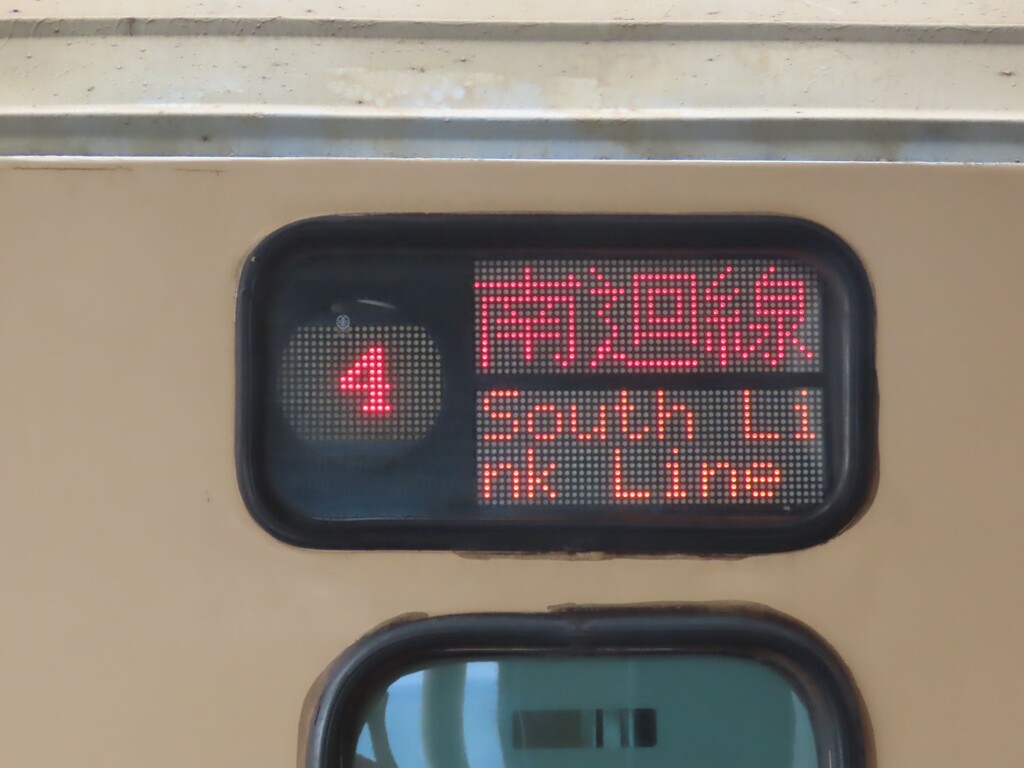 4
南迴線
South Li
nk Line